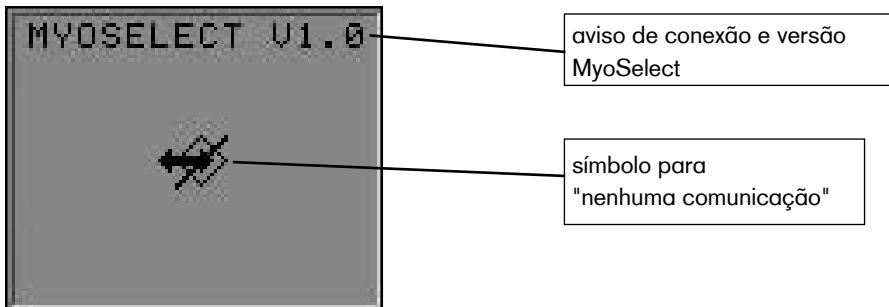 MYOSELECT V1.0
aviso de conexão e versão
MyoSelect
símbolo para
"nenhuma comunicação"